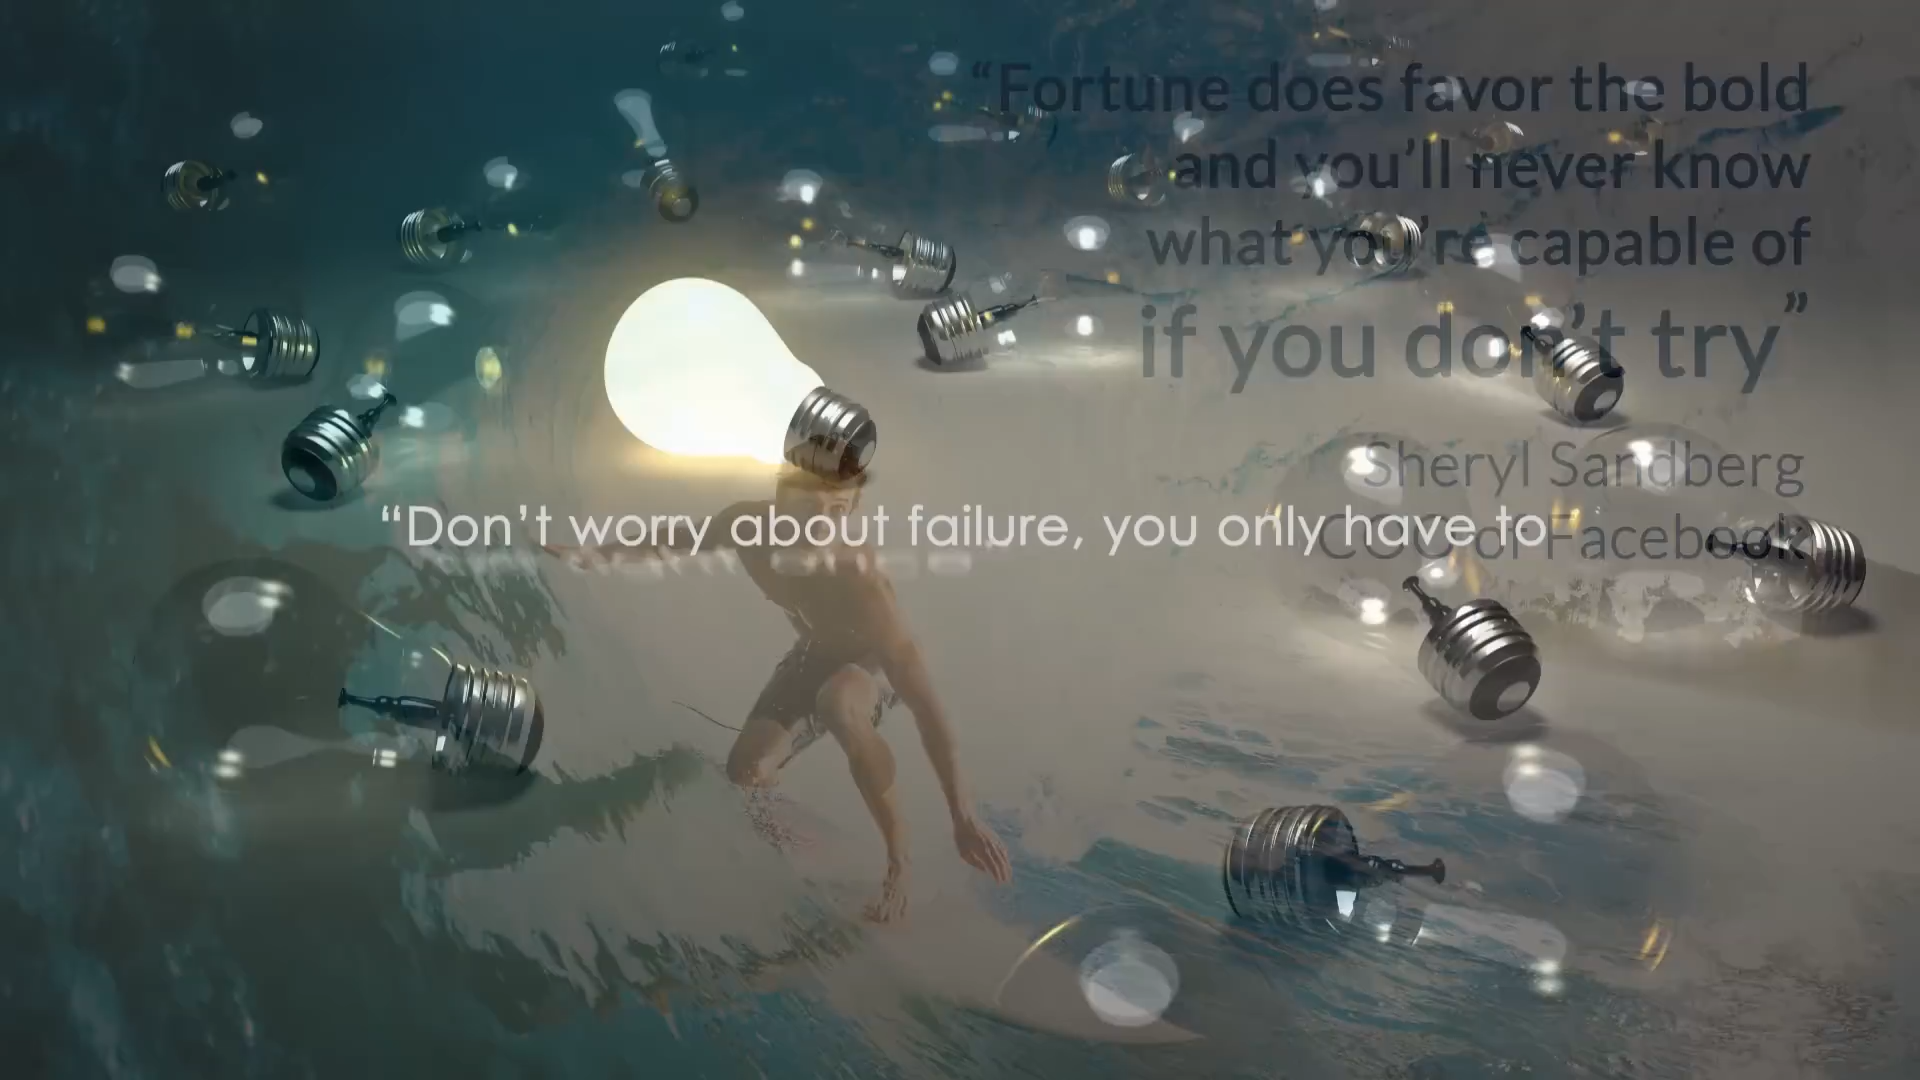 “Fortune does favor the bold
and you’ll never know
what you’re capable of
if you don’t try”
Sheryl Sandberg
COO of Facebook
“Don’t worry about failure, you only have to